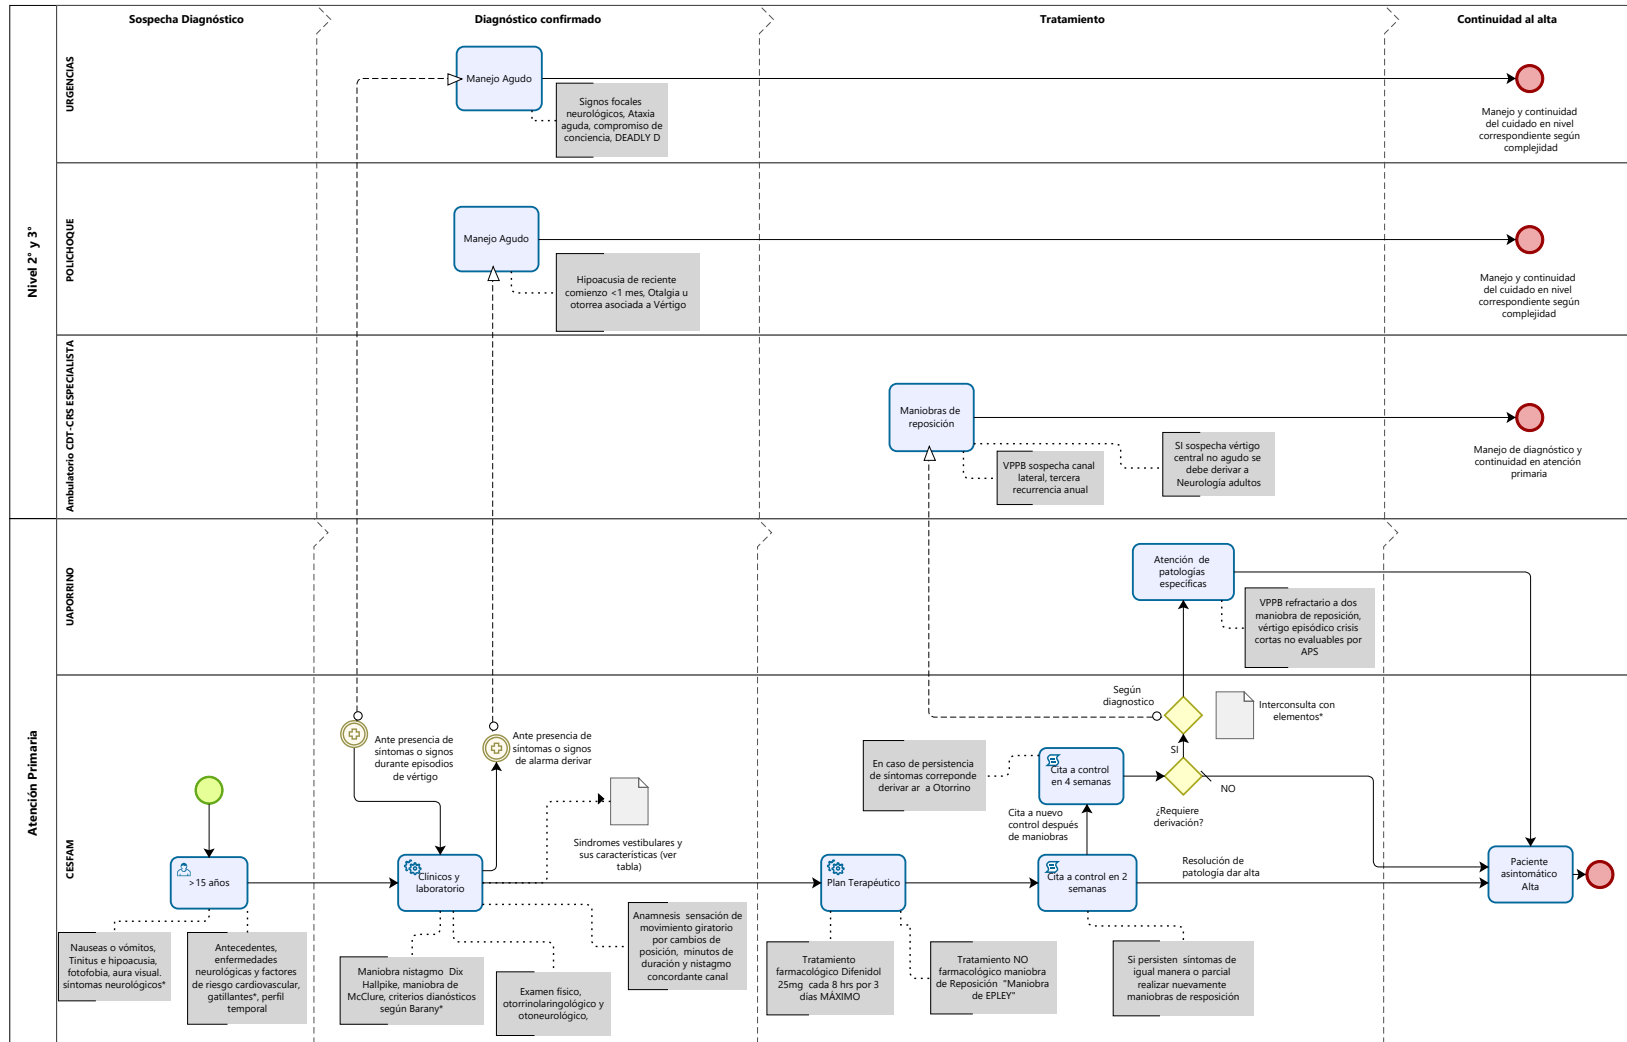 Sospecha Diagnóstico
Diagnóstico confirmado
Tratamiento
Continuidad al alta
Nivel 2° y 3°
URGENCIAS
Manejo Agudo
Signos focales
neurológicos, Ataxia
aguda, compromiso de
conciencia, DEADLY D
Manejo y continuidad
del cuidado en nivel
correspondiente según
complejidad
POLICHOQUE
Manejo Agudo
Hipoacusia de reciente
comienzo <1 mes, Otalgia u
otorrea asociada a Vértigo
Manejo y continuidad
del cuidado en nivel
correspondiente según
complejidad
Ambulatorio CDT-CRS ESPECIALISTA
Maniobras de
reposición
VPPB sospecha canal
lateral, tercera
recurrencia anual
SI sospecha vértigo
central no agudo se
debe derivar a
Neurología adultos
Manejo de diagnóstico y
continuidad en atención
primaria
Atención Primaria
UAPORRINO
Atención de
patologías
específicas
VPPB refractario a dos
maniobra de reposición,
vértigo episódico crisis
cortas no evaluables por
APS
CESFAM
Ante presencia de
síntomas o signos
durante episodios
de vértigo
Ante presencia de
síntomas o signos
de alarma derivar
Según
diagnostico
Interconsulta con
elementos*
SI
NO
¿Requiere
derivación?
En caso de persistencia
de síntomas correponde
derivar ar a Otorrino
Cita a control
en 4 semanas
Cita a nuevo
control después
de maniobras
Sindromes vestibulares y
sus características (ver
tabla)
>15 años
Clínicos y
laboratorio
Plan Terapéutico
Cita a control en 2
semanas
Resolución de
patología dar alta
Paciente
asintomático
Alta
Nauseas o vómitos,
Tinitus e hipoacusia,
fotofobia, aura visual.
síntomas neurológicos*
Antecedentes,
enfermedades
neurológicas y factores
de riesgo cardiovascular,
gatillantes*, perfil
temporal
Maniobra nistagmo Dix
Hallpike, maniobra de
McClure, criterios dianósticos
según Barany*
Examen físico,
otorrinolaringológico y
otoneurológico,
Anamnesis sensación de
movimiento giratorio
por cambios de
posición, minutos de
duración y nistagmo
concordante canal
Tratamiento
farmacológico Difenidol
25mg cada 8 hrs por 3
días MÁXIMO
Tratamiento NO
farmacológico maniobra
de Reposición "Maniobra
de EPLEY"
Si persisten síntomas de
igual manera o parcial
realizar nuevamente
maniobras de resposición